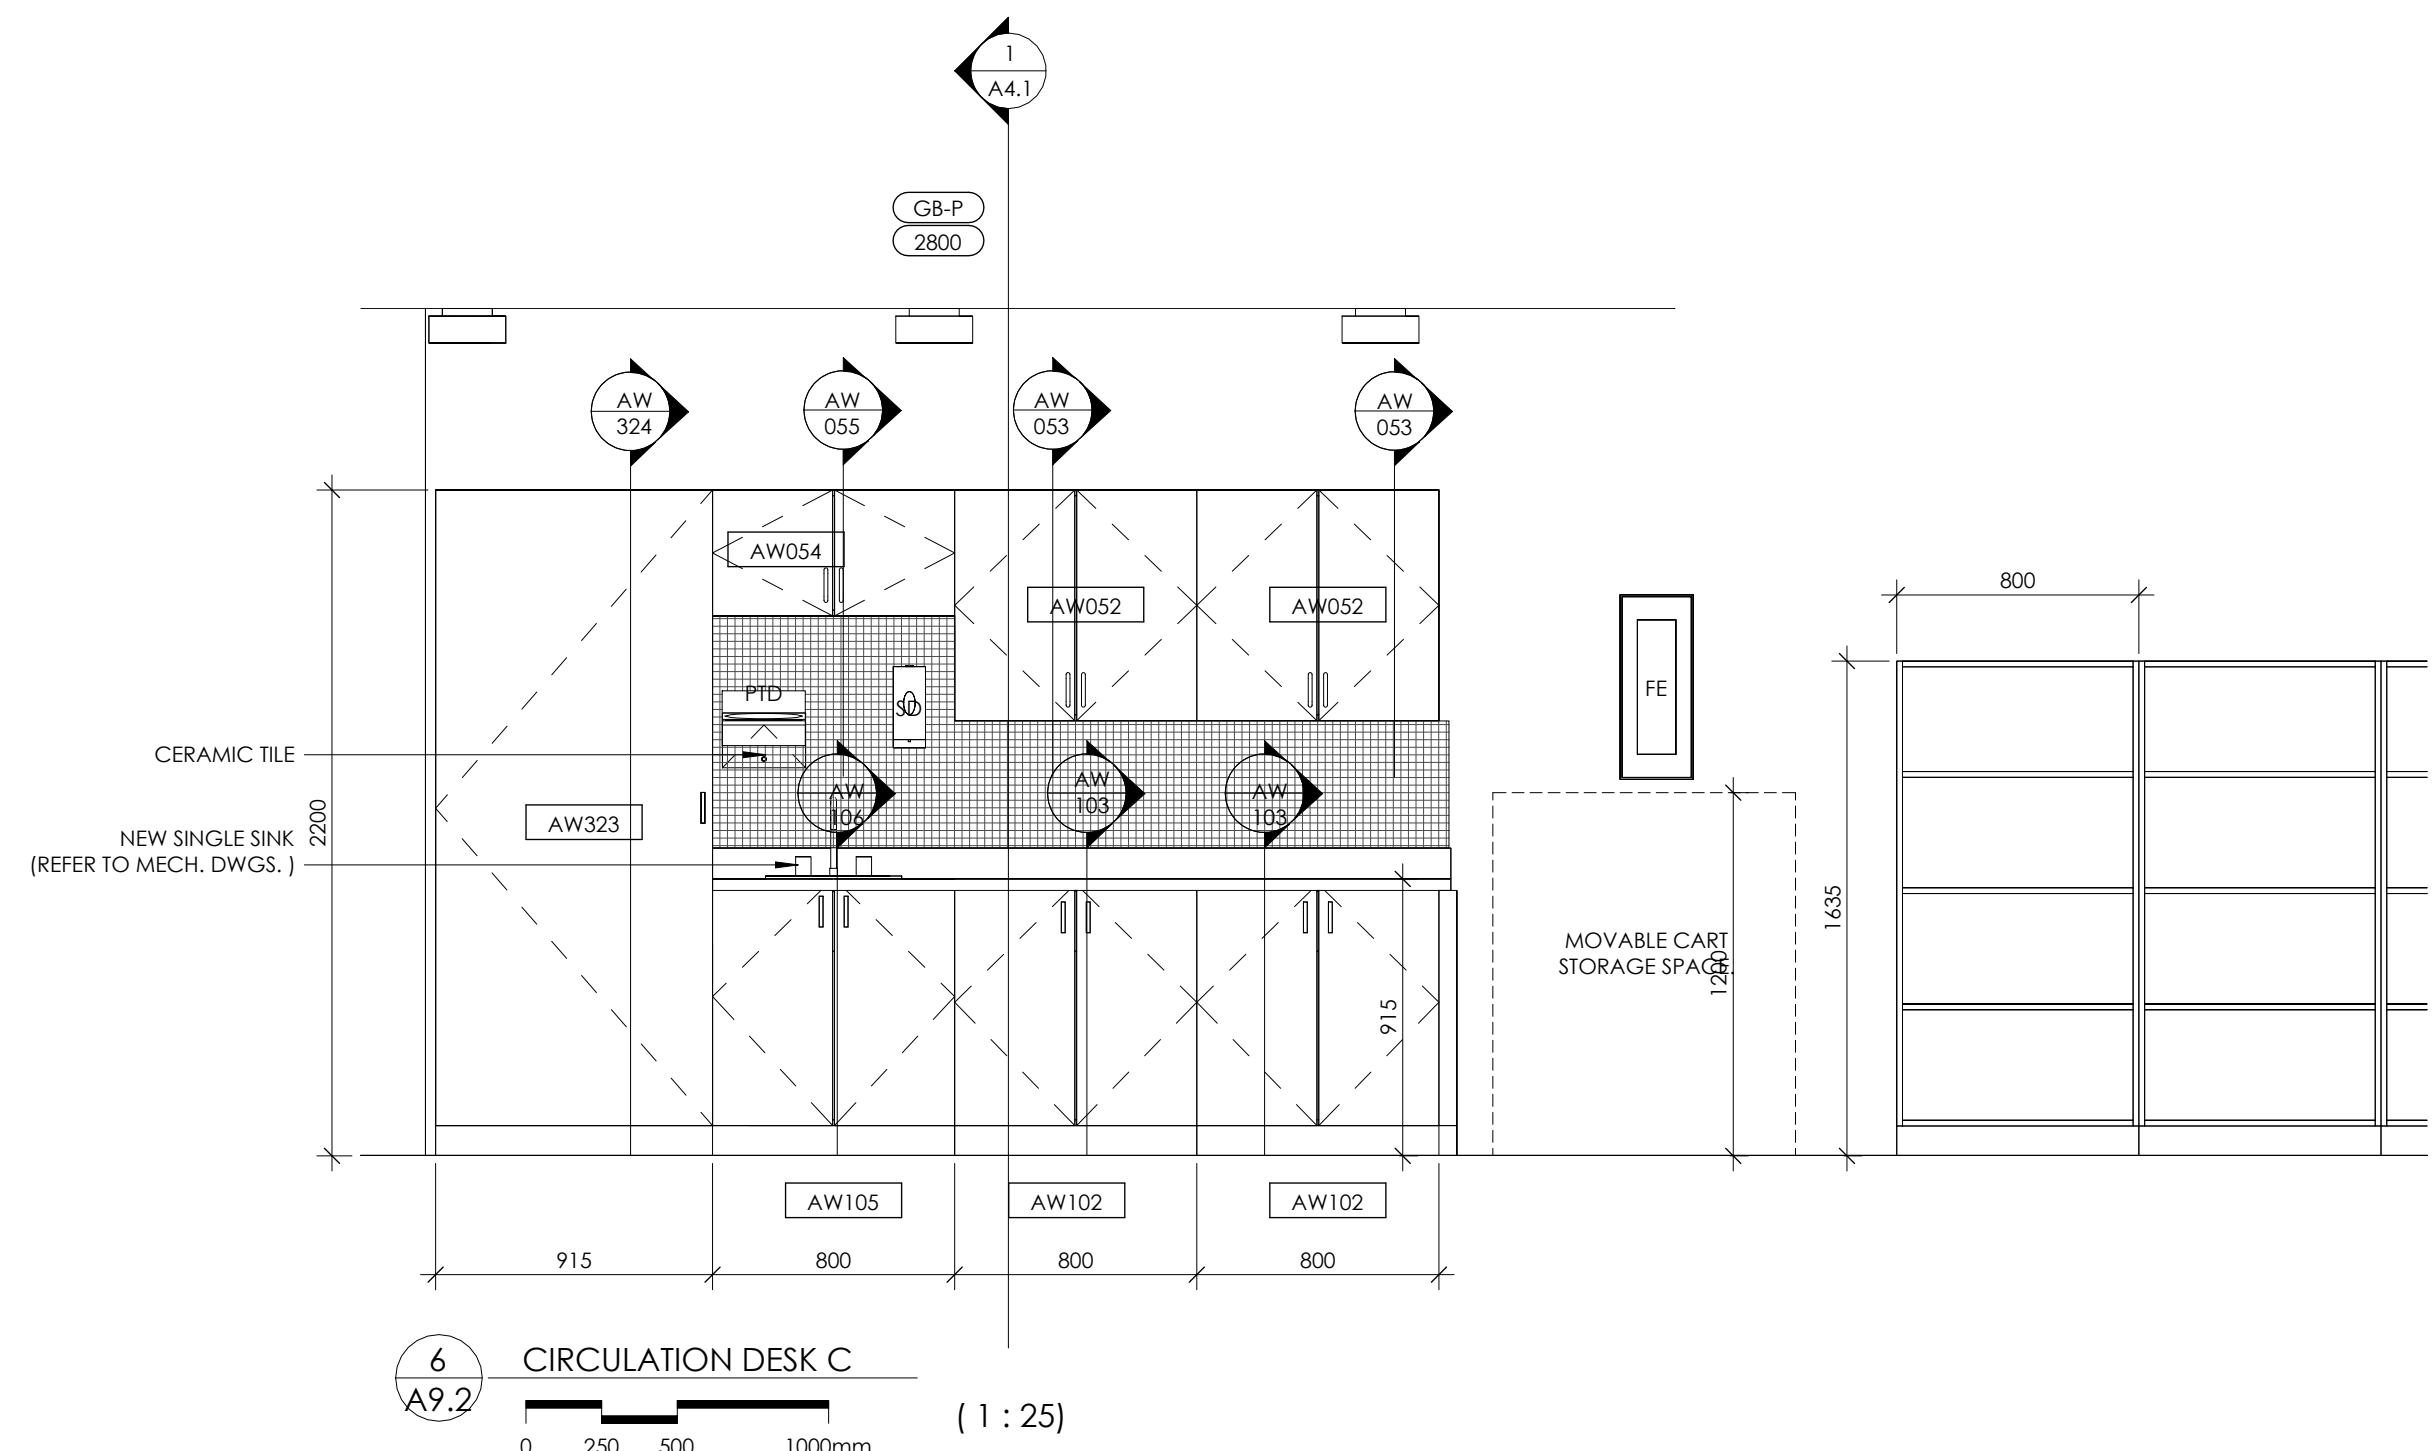 1
A4.1
GB-P
2800
AW
324
AW
055
AW
053
AW
053
AW054
AW052
AW052
800
PTD
SD
FE
CERAMIC TILE
2200
AW
106
AW
103
AW
103
AW323
NEW SINGLE SINK
(REFER TO MECH. DWGS. )
1635
MOVABLE CART
STORAGE SPACE.
1200
915
AW105
AW102
AW102
915
800
800
800
6
A9.2
CIRCULATION DESK C
( 1 : 25)
0
250
500
1000mm